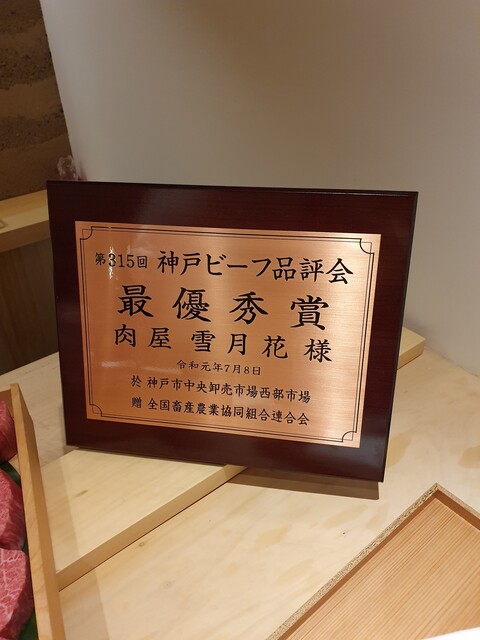 第315回 神戸ビーフ品評会
最優秀賞
肉屋 雪月花 様
令和元年7月8日
於 神戸市中央卸売市場西部市場
贈 全国畜産農業協同組合連合会